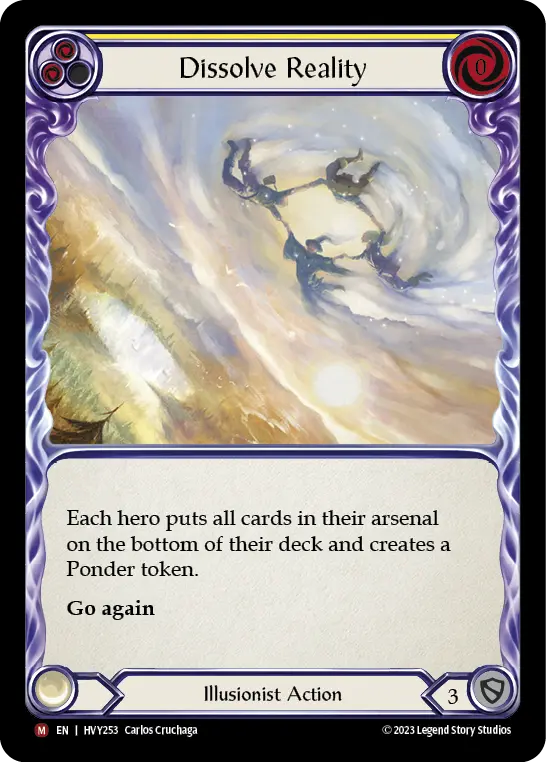 Dissolve Reality
0
Each hero puts all cards in their arsenal
on the bottom of their deck and creates a
Ponder token.
Go again
Illusionist Action
3
M EN | HVY253 Carlos Cruchaga
© 2023 Legend Story Studios